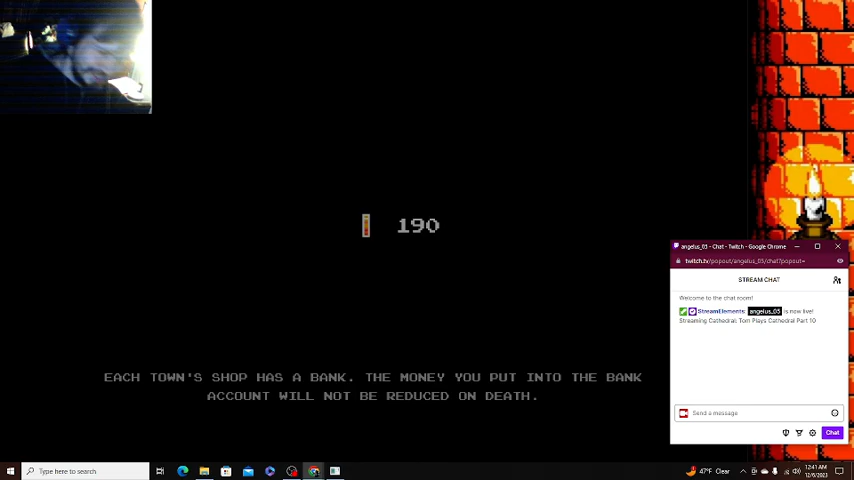 190
EACH TOWN'S SHOP HAS A BANK. THE MONEY YOU PUT INTO THE BANK
ACCOUNT WILL NOT BE REDUCED ON DEATH.
angelus_05 - Chat - Twitch - Google Chrome
twitch.tv/popout/angelus_05/chat?popout=
STREAM CHAT
Welcome to the chat room!
StreamElements: angelus_05 is now live!
Streaming Cathedral: Tom Plays Cathedral Part 10
Send a message
Chat
Type here to search
47°F Clear
12:41 AM
12/6/2023